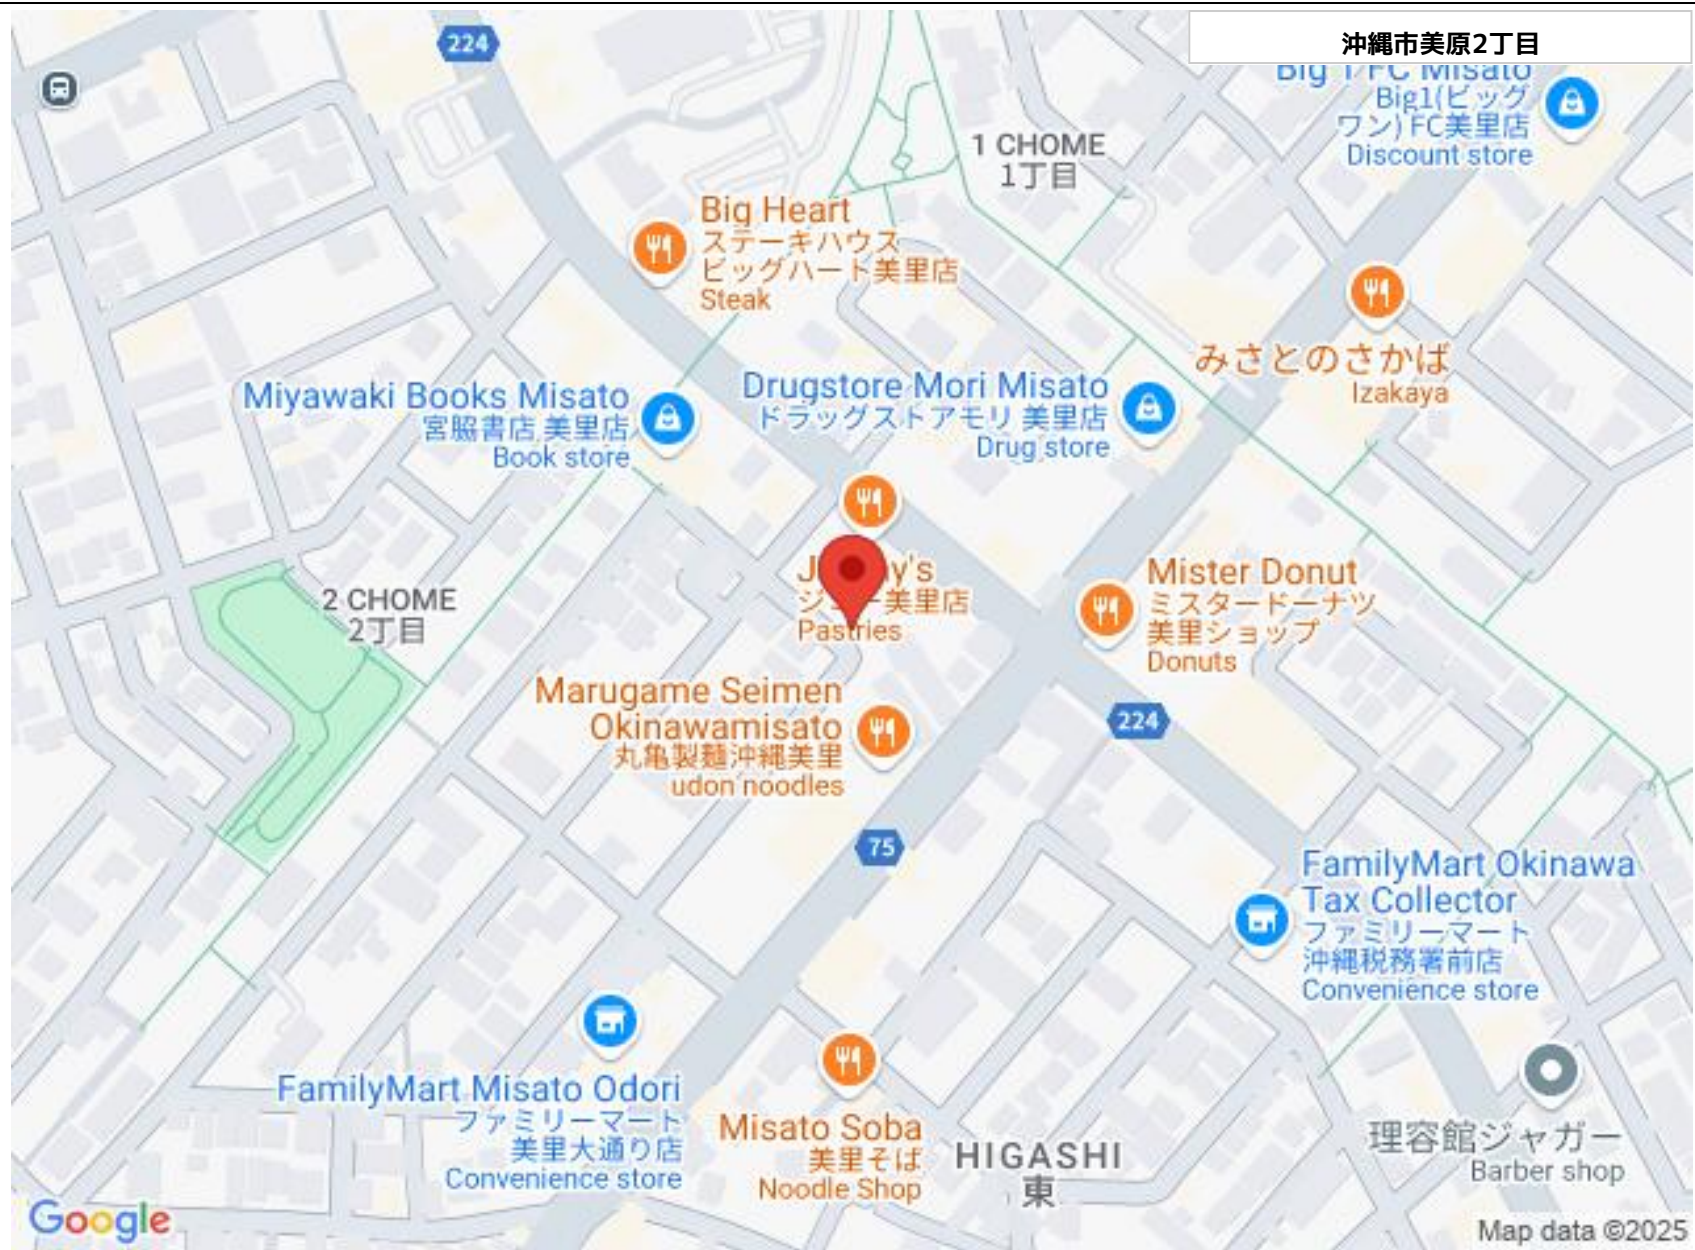 沖縄市美原2丁目
224
Big 1 FC Misato
Big1(ビッグ
ワン) FC美里店
Discount store
1 CHOME
1丁目
Big Heart
ステーキハウス
ビッグハート美里店
Steak
みさとのさかば
Izakaya
Miyawaki Books Misato
宮脇書店 美里店
Book store
Drugstore Mori Misato
ドラッグストアモリ 美里店
Drug store
美里店
Pastries
Mister Donut
ミスタードーナツ
美里ショップ
Donuts
2 CHOME
2丁目
Marugame Seimen
Okinawamisato
丸亀製麺沖縄美里
udon noodles
224
75
FamilyMart Okinawa
Tax Collector
ファミリーマート
沖縄税務署前店
Convenience store
FamilyMart Misato Odori
ファミリーマート
美里大通り店
Convenience store
Misato Soba
美里そば
Noodle Shop
HIGASHI
東
理容館ジャガー
Barber shop
Google
Map data ©2025